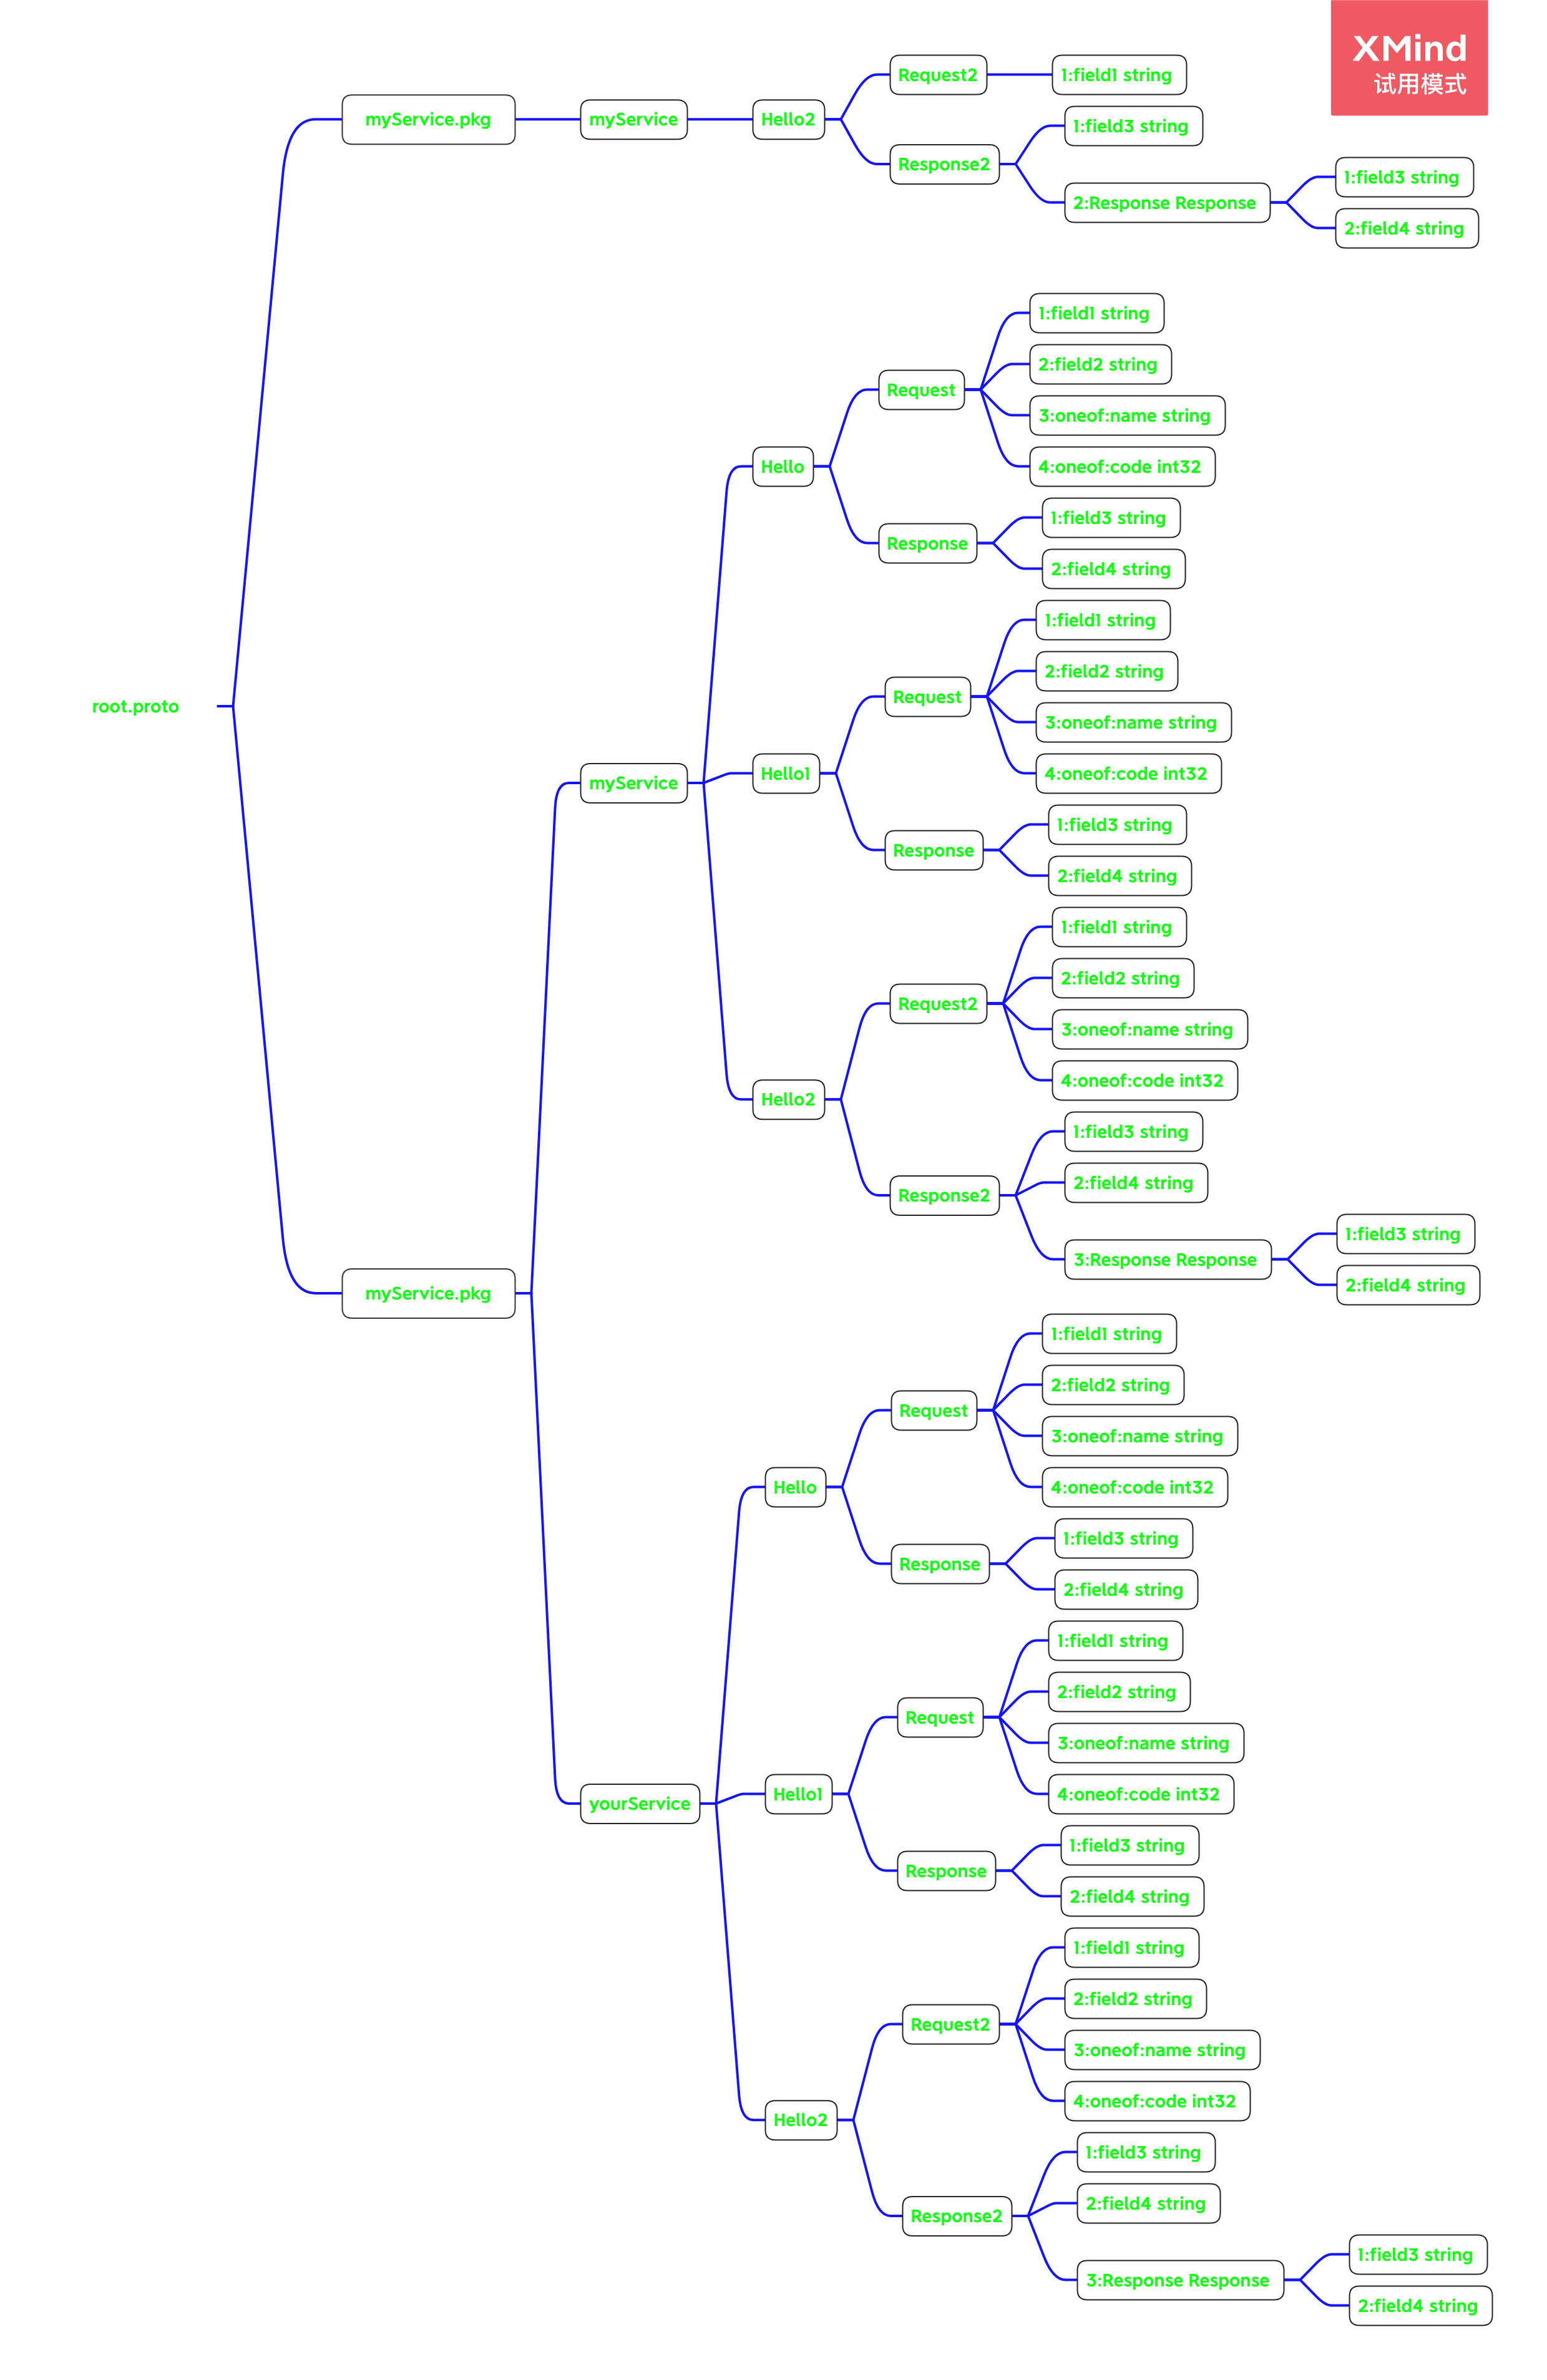 XMind
试用模式
root.proto
myService.pkg
myService
Hello2
Request2
1:field1 string
Response2
1:field3 string
2:Response Response
1:field3 string
2:field4 string
myService.pkg
myService
Hello
Request
1:field1 string
2:field2 string
3:oneof:name string
4:oneof:code int32
Response
1:field3 string
2:field4 string
Hello1
Request
1:field1 string
2:field2 string
3:oneof:name string
4:oneof:code int32
Response
1:field3 string
2:field4 string
Hello2
Request2
1:field1 string
2:field2 string
3:oneof:name string
4:oneof:code int32
Response2
1:field3 string
2:field4 string
3:Response Response
1:field3 string
2:field4 string
yourService
Hello
Request
1:field1 string
2:field2 string
3:oneof:name string
4:oneof:code int32
Response
1:field3 string
2:field4 string
Hello1
Request
1:field1 string
2:field2 string
3:oneof:name string
4:oneof:code int32
Response
1:field3 string
2:field4 string
Hello2
Request2
1:field1 string
2:field2 string
3:oneof:name string
4:oneof:code int32
Response2
1:field3 string
2:field4 string
3:Response Response
1:field3 string
2:field4 string